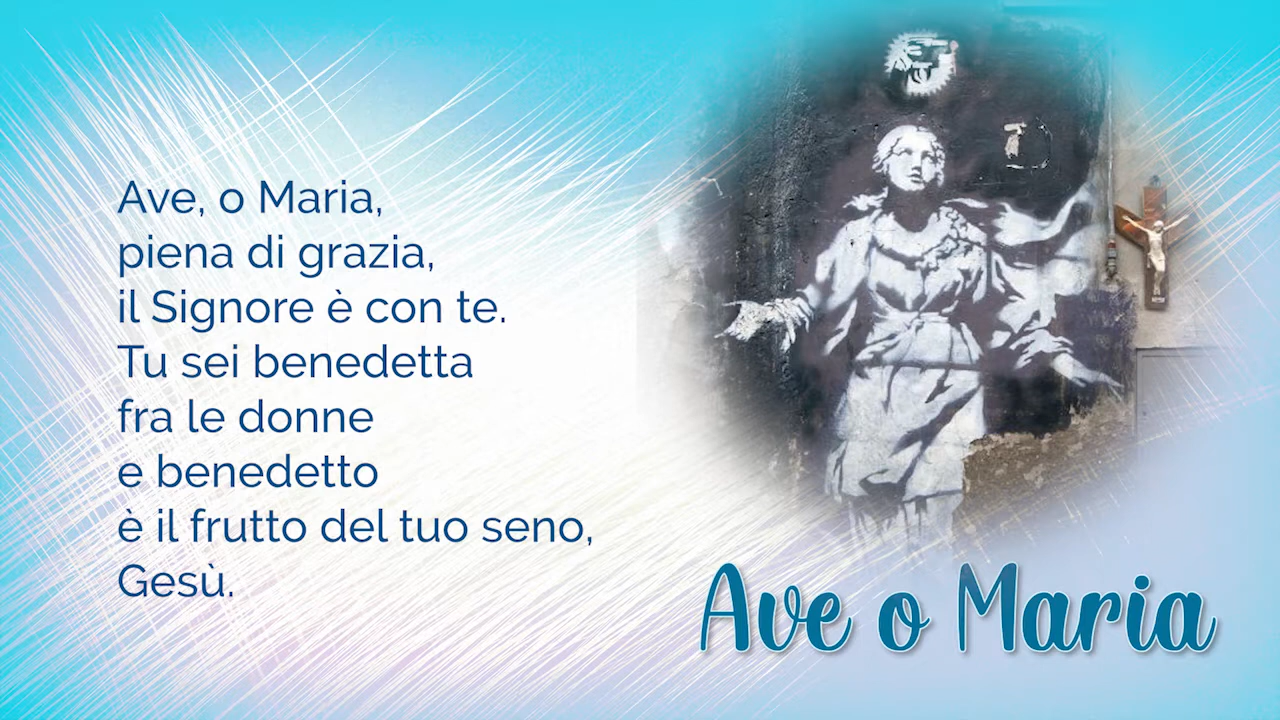 Ave, o Maria,
piena di grazia,
il Signore è con te.
Tu sei benedetta
fra le donne
e benedetto
è il frutto del tuo seno,
Gesù.
Ave o Maria